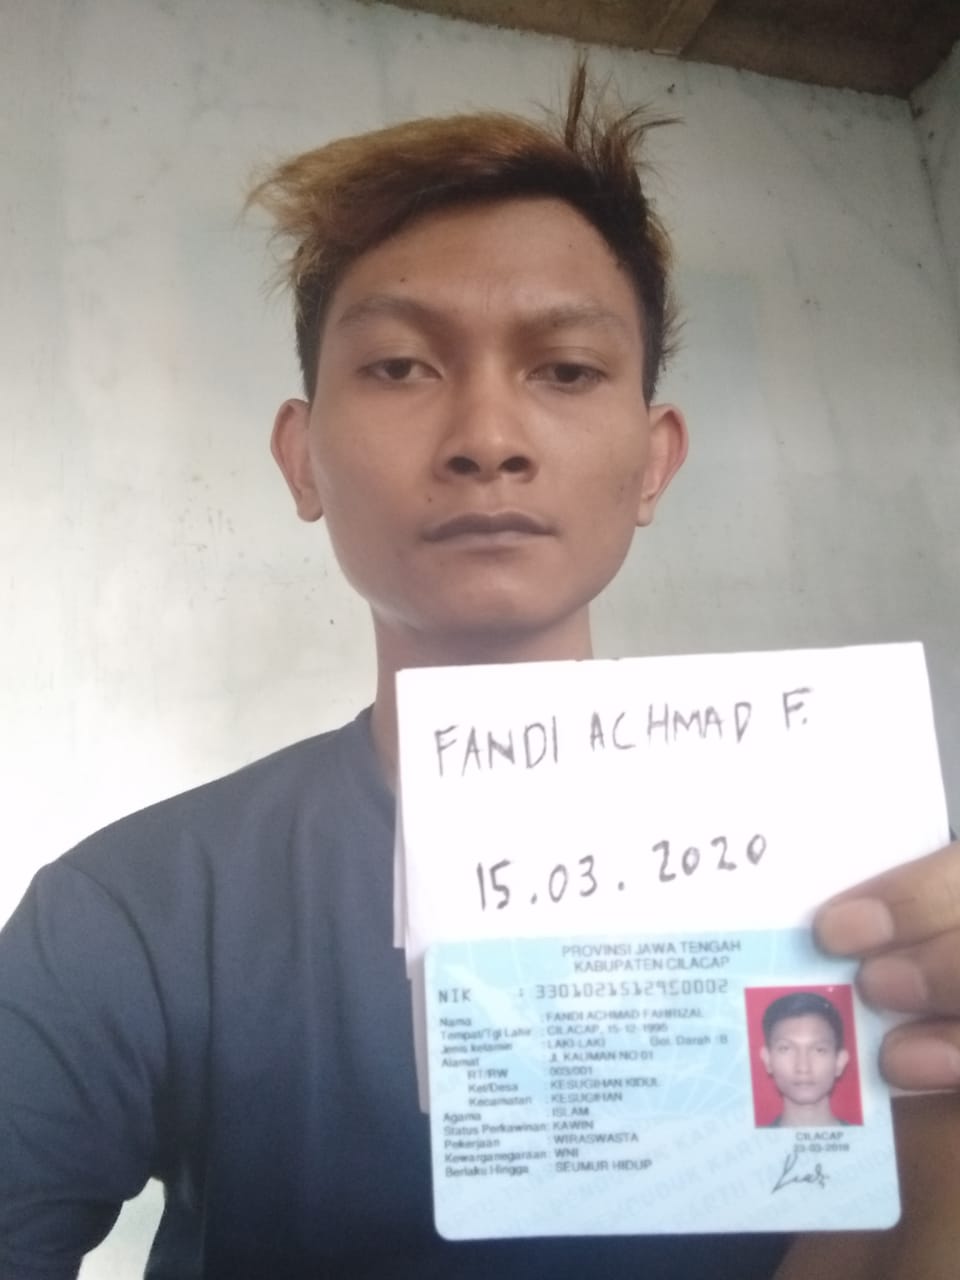 FANDI ACHMAD F.
15.03.2020
PROVINSI JAWA TENGAH
KABUPATEN CILACAP
NIK : 3301021512950002
Nama : FANDI ACHMAD FAHRIZAL
Tempat/Tgl Lahir : CILACAP, 15-12-1995
Jenis kelamin : LAKI-LAKI Gol. Darah : B
Alamat : JL KAUMAN NO 01
RT/RW : 003/001
Kel/Desa : KESUGIHAN KIDUL
Kecamatan : KESUGIHAN
Agama : ISLAM
Status Perkawinan: KAWIN
Pekerjaan : WIRASWASTA
Kewarganegaraan: WNI
Berlaku Hingga : SEUMUR HIDUP
CILACAP